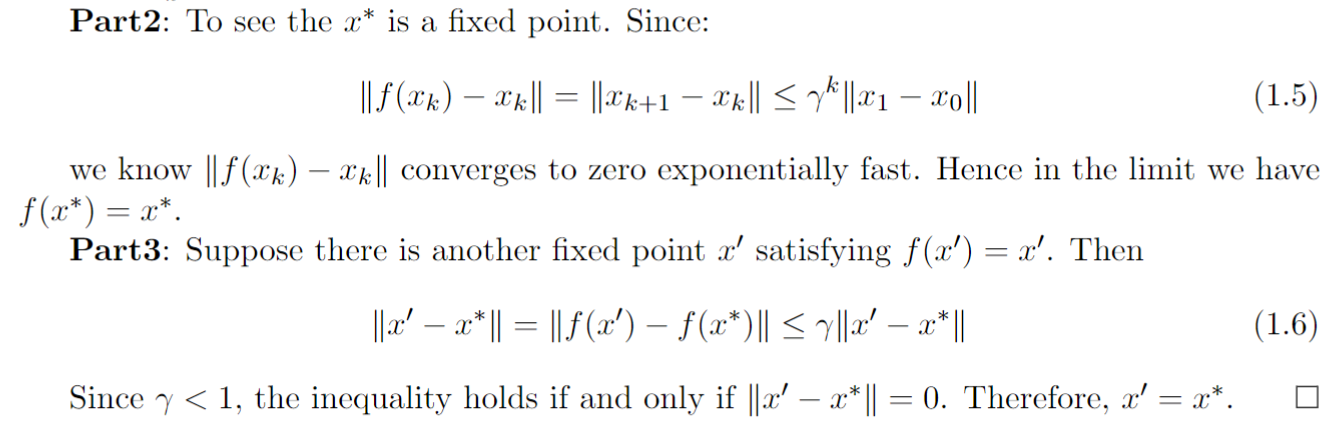 Part2: To see the x* is a fixed point. Since:
‖f(x_k) − x_k‖ = ‖x_{k+1} − x_k‖ ≤ γ^k‖x_1 − x_0‖ (1.5)
we know ‖f(x_k) − x_k‖ converges to zero exponentially fast. Hence in the limit we have
f(x*) = x*.
Part3: Suppose there is another fixed point x′ satisfying f(x′) = x′. Then
‖x′ − x*‖ = ‖f(x′) − f(x*)‖ ≤ γ‖x′ − x*‖ (1.6)
Since γ < 1, the inequality holds if and only if ‖x′ − x*‖ = 0. Therefore, x′ = x*. □